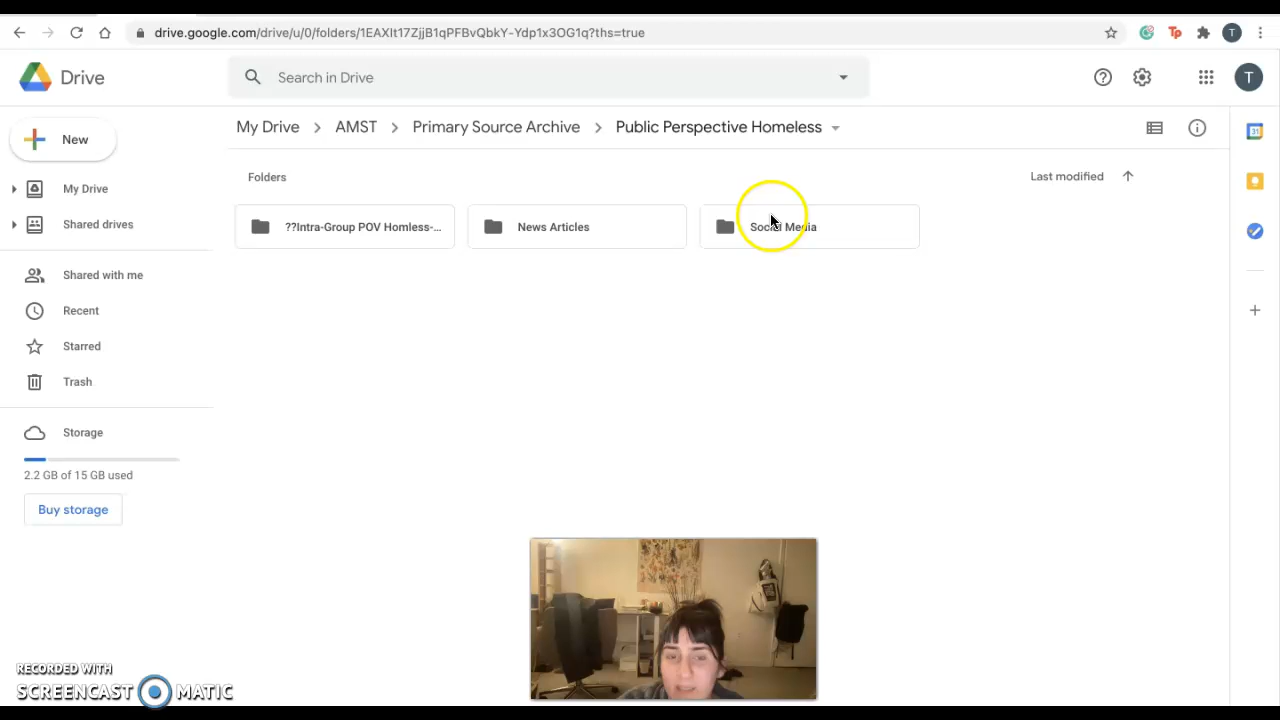 drive.google.com/drive/u/0/folders/1EAXIt17ZjjB1qPFBvQbkY-Ydp1x3OG1q?ths=true
Tp
T
Drive
Search in Drive
T
New
My Drive
AMST
Primary Source Archive
Public Perspective Homeless
Folders
Last modified
??Intra-Group POV Homless-...
News Articles
Social Media
My Drive
Shared drives
Shared with me
Recent
Starred
Trash
Storage
2.2 GB of 15 GB used
Buy storage
31
RECORDED WITH
SCREENCAST MATIC